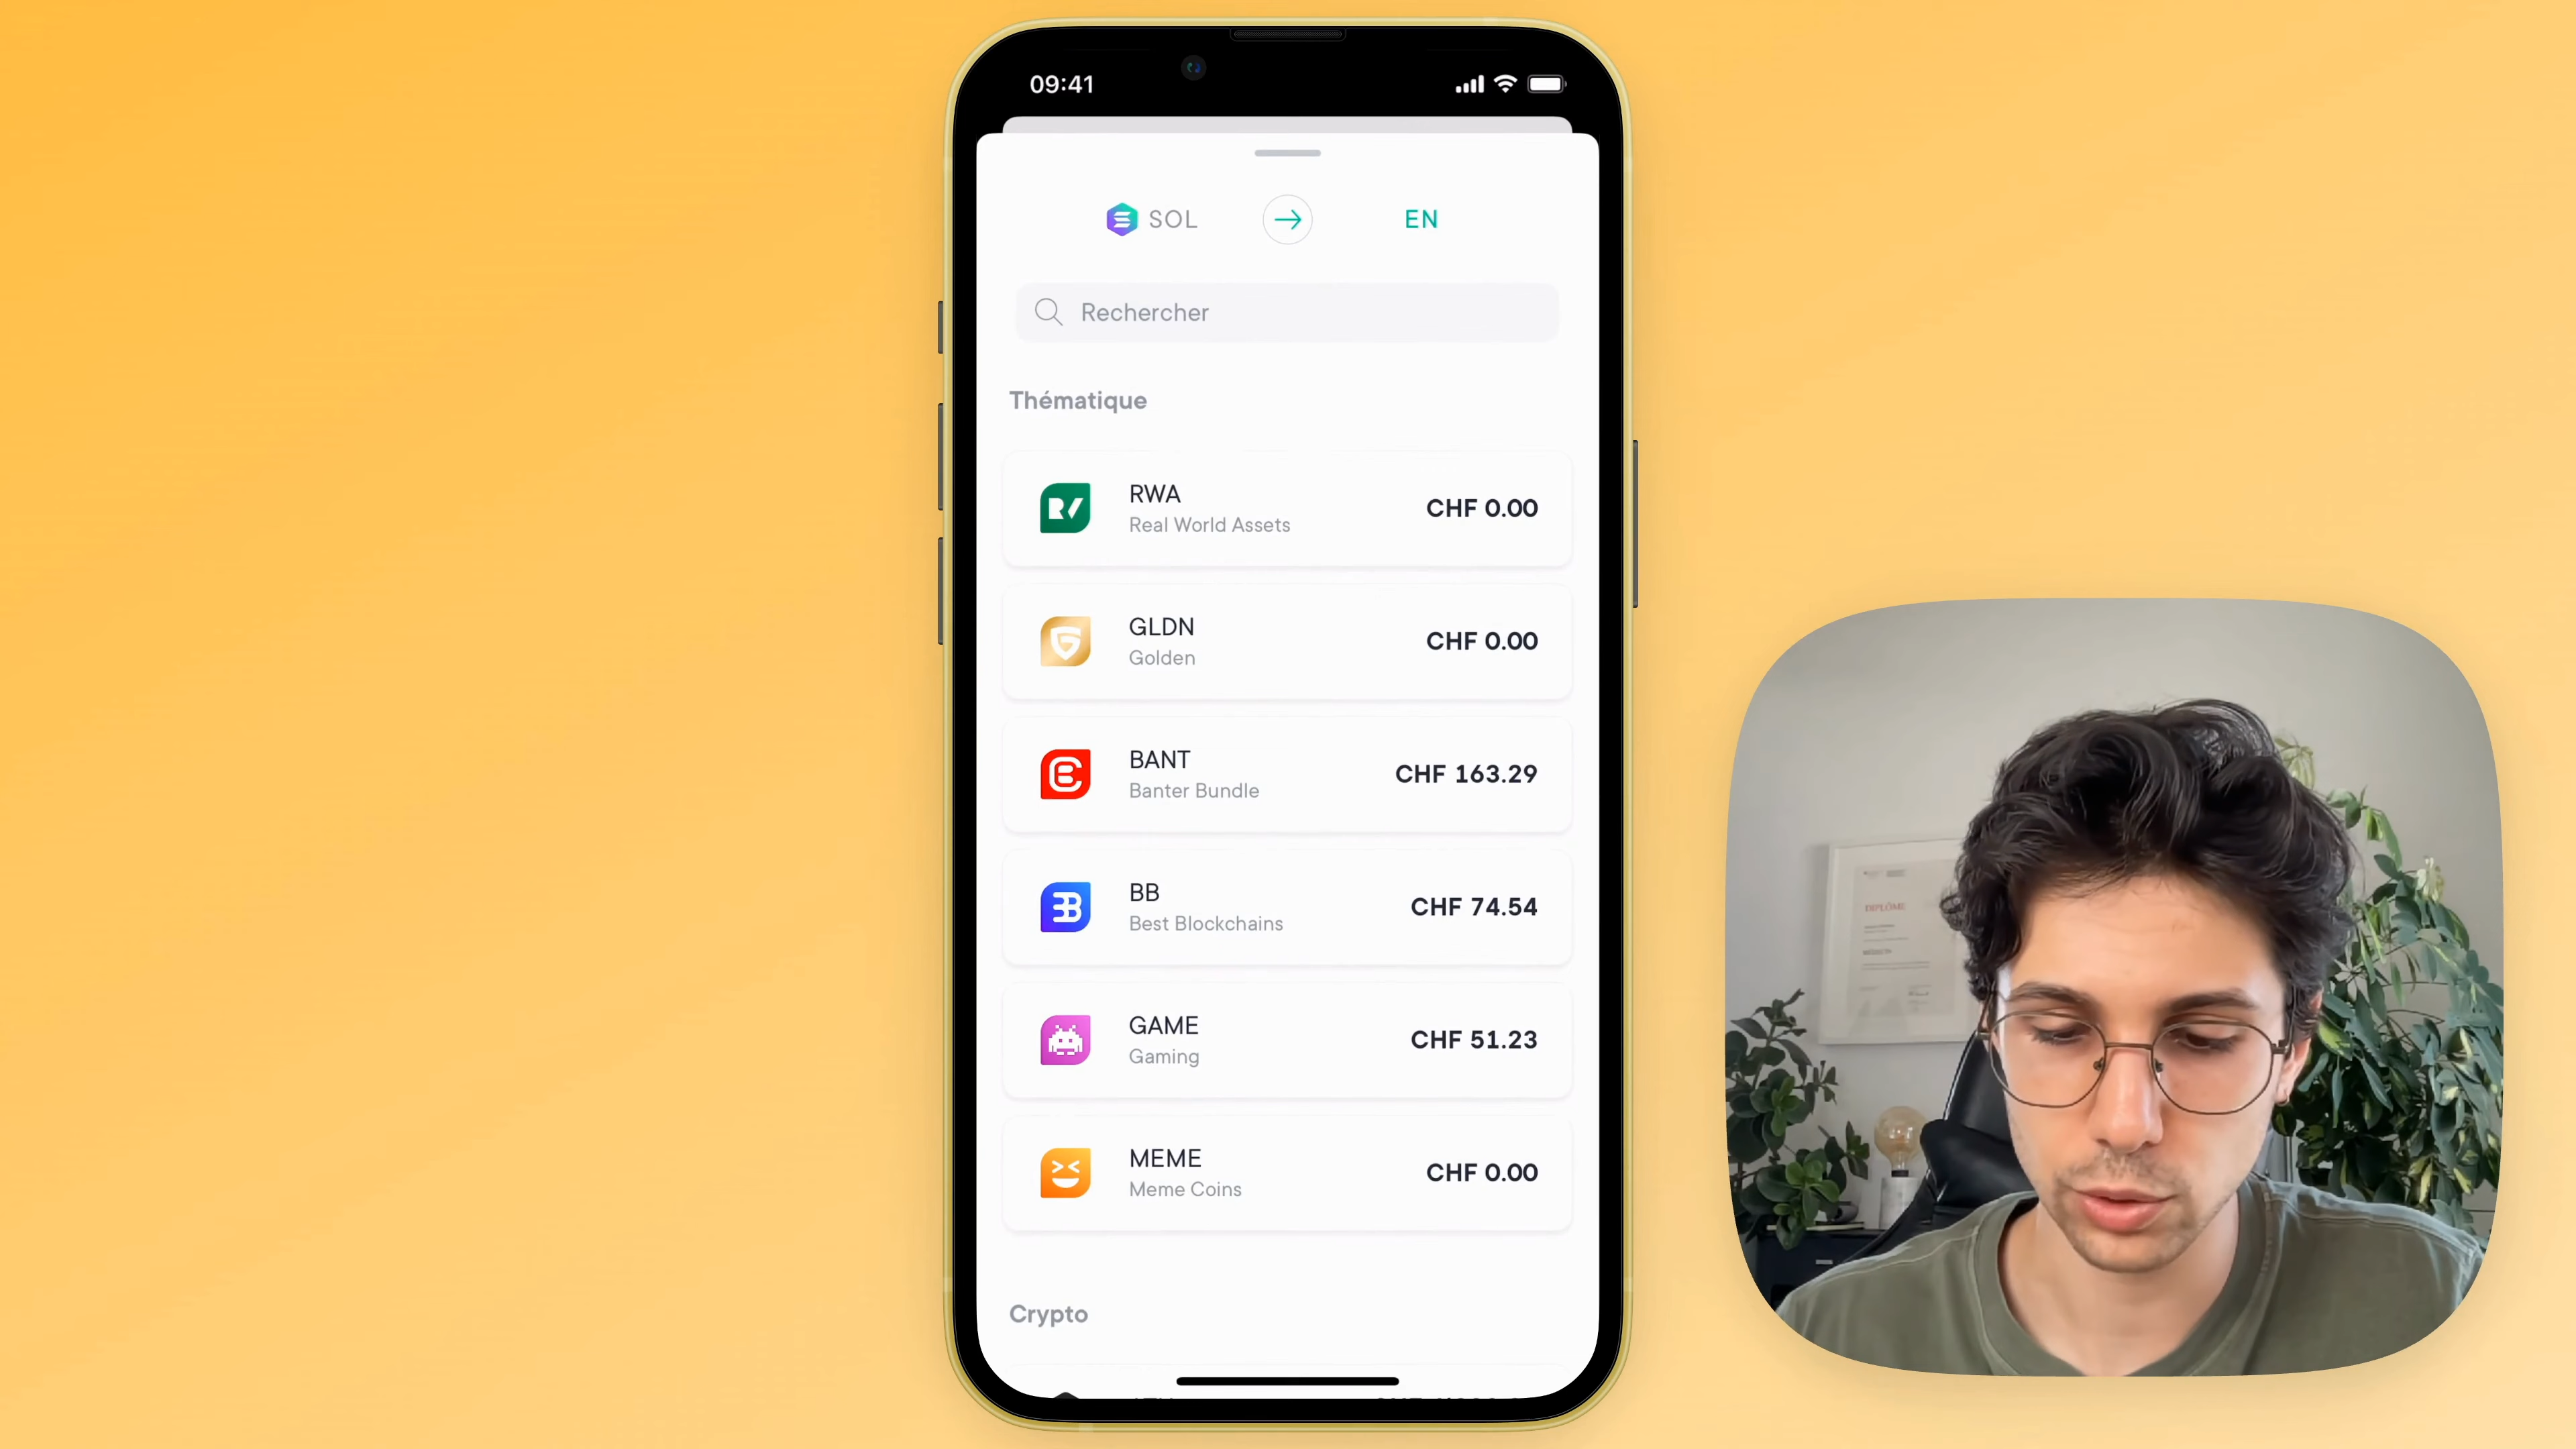 09:41
SOL
EN
Rechercher
Thématique
RWA
Real World Assets
CHF 0.00
GLDN
Golden
CHF 0.00
BANT
Banter Bundle
CHF 163.29
BB
Best Blockchains
CHF 74.54
GAME
Gaming
CHF 51.23
MEME
Meme Coins
CHF 0.00
Crypto
DIPLÔME